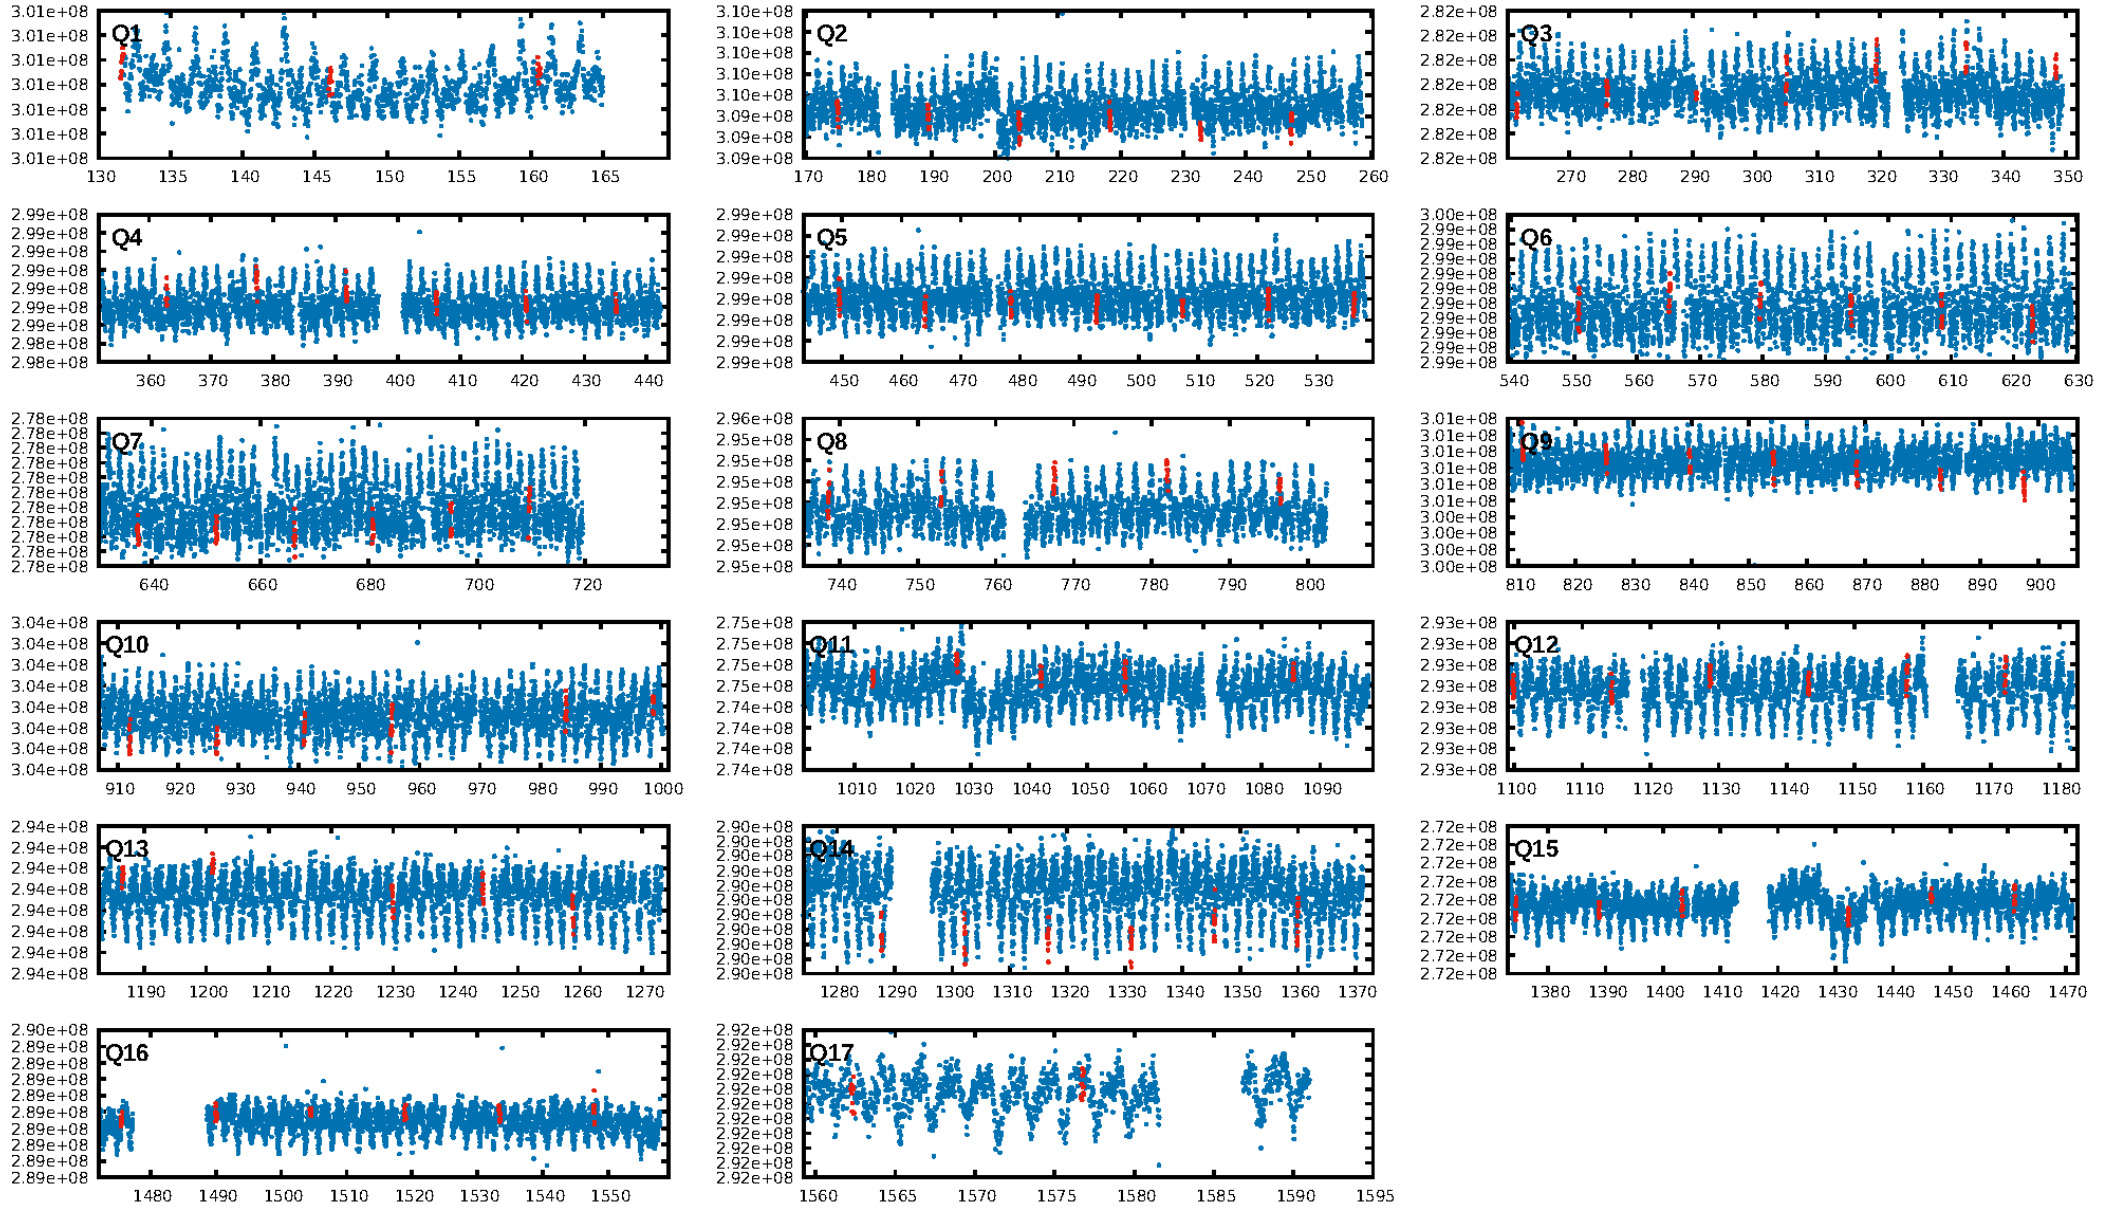 3.01e+08 3.01e+08 3.01e+08 3.01e+08 3.01e+08 3.01e+08 3.01e+08
Q1
130 135 140 145 150 155 160 165
3.10e+08 3.10e+08 3.10e+08 3.10e+08 3.10e+08 3.09e+08 3.09e+08 3.09e+08
Q2
170 180 190 200 210 220 230 240 250 260
2.82e+08 2.82e+08 2.82e+08 2.82e+08 2.82e+08 2.82e+08 2.82e+08
Q3
270 280 290 300 310 320 330 340 350
2.99e+08 2.99e+08 2.99e+08 2.99e+08 2.99e+08 2.99e+08 2.99e+08 2.98e+08 2.98e+08
Q4
360 370 380 390 400 410 420 430 440
2.99e+08 2.99e+08 2.99e+08 2.99e+08 2.99e+08 2.99e+08 2.99e+08 2.99e+08
Q5
450 460 470 480 490 500 510 520 530
3.00e+08 2.99e+08 2.99e+08 2.99e+08 2.99e+08 2.99e+08 2.99e+08 2.99e+08 2.99e+08 2.99e+08 2.99e+08
Q6
540 550 560 570 580 590 600 610 620 630
2.78e+08 2.78e+08 2.78e+08 2.78e+08 2.78e+08 2.78e+08 2.78e+08 2.78e+08 2.78e+08 2.78e+08 2.78e+08
Q7
640 660 680 700 720
2.96e+08 2.95e+08 2.95e+08 2.95e+08 2.95e+08 2.95e+08 2.95e+08 2.95e+08
Q8
740 750 760 770 780 790 800
3.01e+08 3.01e+08 3.01e+08 3.01e+08 3.01e+08 3.01e+08 3.00e+08 3.00e+08 3.00e+08 3.00e+08
Q9
810 820 830 840 850 860 870 880 890 900
3.04e+08 3.04e+08 3.04e+08 3.04e+08 3.04e+08 3.04e+08 3.04e+08 3.04e+08
Q10
910 920 930 940 950 960 970 980 990 1000
2.75e+08 2.75e+08 2.75e+08 2.75e+08 2.74e+08 2.74e+08 2.74e+08 2.74e+08
Q11
1010 1020 1030 1040 1050 1060 1070 1080 1090
2.93e+08 2.93e+08 2.93e+08 2.93e+08 2.93e+08 2.93e+08 2.93e+08 2.93e+08
Q12
1100 1110 1120 1130 1140 1150 1160 1170 1180
2.94e+08 2.94e+08 2.94e+08 2.94e+08 2.94e+08 2.94e+08 2.94e+08 2.94e+08
Q13
1190 1200 1210 1220 1230 1240 1250 1260 1270
2.90e+08 2.90e+08 2.90e+08 2.90e+08 2.90e+08 2.90e+08 2.90e+08 2.90e+08 2.90e+08 2.90e+08 2.90e+08
Q14
1280 1290 1300 1310 1320 1330 1340 1350 1360 1370
2.72e+08 2.72e+08 2.72e+08 2.72e+08 2.72e+08 2.72e+08 2.72e+08 2.72e+08 2.72e+08
Q15
1380 1390 1400 1410 1420 1430 1440 1450 1460 1470
2.90e+08 2.89e+08 2.89e+08 2.89e+08 2.89e+08 2.89e+08 2.89e+08 2.89e+08 2.89e+08 2.89e+08
Q16
1480 1490 1500 1510 1520 1530 1540 1550
2.92e+08 2.92e+08 2.92e+08 2.92e+08 2.92e+08 2.92e+08 2.92e+08 2.92e+08 2.92e+08 2.92e+08 2.92e+08
Q17
1560 1565 1570 1575 1580 1585 1590 1595